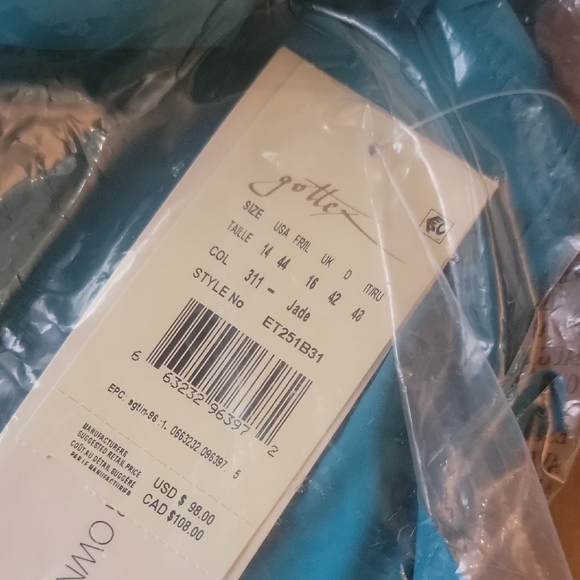 gottex
SIZE USA FR/IL UK D IT/RU
TAILLE 14 44 16 42 48
COL 311 - Jade
STYLE No ET251B31
6 63232 96397 2
EPC: sgtin-96 :1. 0663232.096397. 5
MANUFACTURERS
SUGGESTED RETAIL PRICE
COÛT AU DÉTAIL SUGGÉRÉ
PAR LE MANUFACTURIER
USD $ 98.00
CAD $108.00
OWN